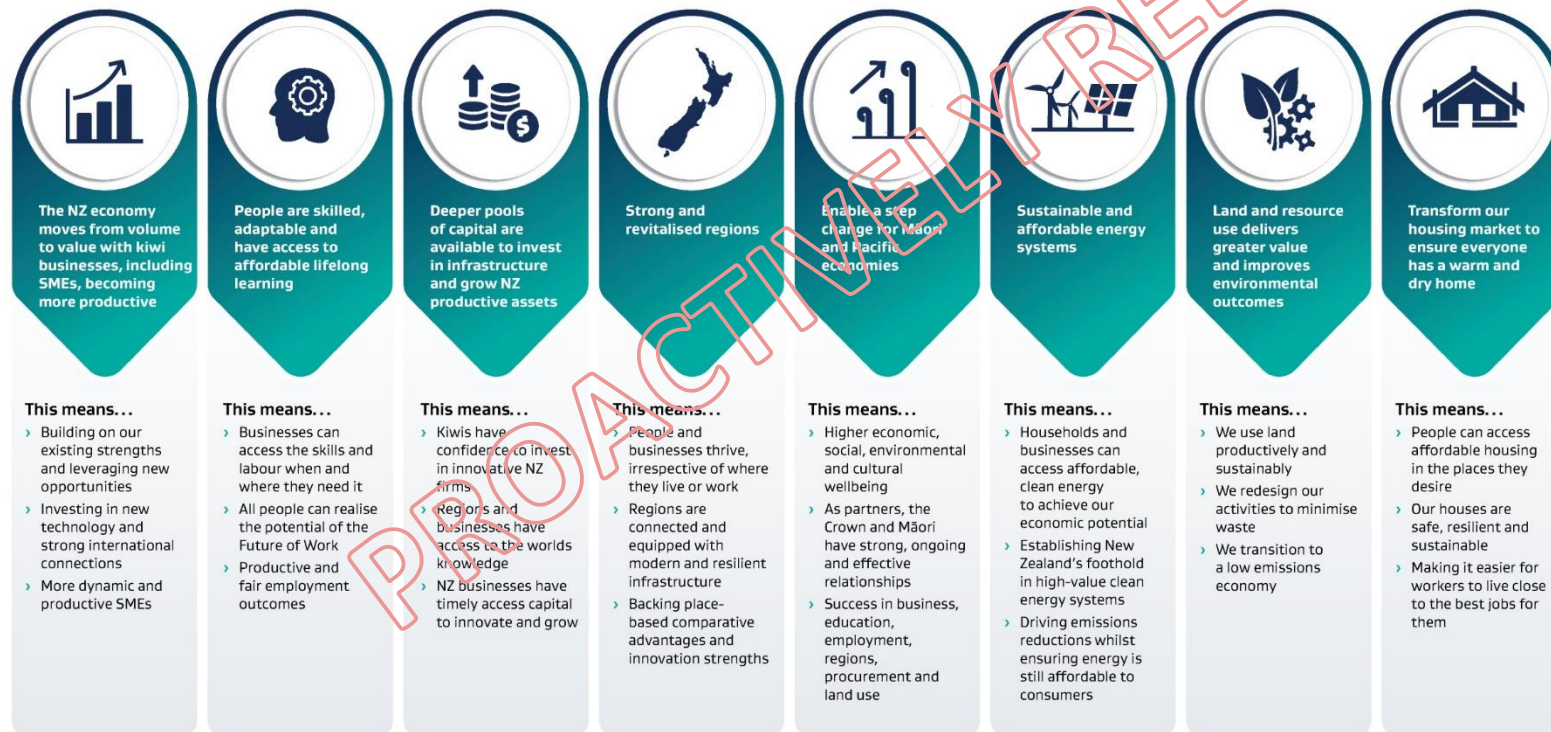 The NZ economy
moves from volume
to value with kiwi
businesses, including
SMEs, becoming
more productive
This means...
› Building on our
existing strengths
and leveraging new
opportunities
› Investing in new
technology and
strong international
connections
› More dynamic and
productive SMEs
People are skilled,
adaptable and
have access to
affordable lifelong
learning
This means...
› Businesses can
access the skills and
labour when and
where they need it
› All people can realise
the potential of the
Future of Work
› Productive and
fair employment
outcomes
Deeper pools
of capital are
available to invest
in infrastructure
and grow NZ
productive assets
This means...
› Kiwis have
confidence to invest
in innovative NZ
firms
› Regions and
businesses have
access to the worlds
knowledge
› NZ businesses have
timely access capital
to innovate and grow
Strong and
revitalised regions
This means...
› People and
businesses thrive,
irrespective of where
they live or work
› Regions are
connected and
equipped with
modern and resilient
infrastructure
› Backing place-
based comparative
advantages and
innovation strengths
Enable a step
change for Māori
and Pacific
economies
This means...
› Higher economic,
social, environmental
and cultural
wellbeing
› As partners, the
Crown and Māori
have strong, ongoing
and effective
relationships
› Success in business,
education,
employment,
regions,
procurement and
land use
Sustainable and
affordable energy
systems
This means...
› Households and
businesses can
access affordable,
clean energy
to achieve our
economic potential
› Establishing New
Zealand's foothold
in high-value clean
energy systems
› Driving emissions
reductions whilst
ensuring energy is
still affordable to
consumers
Land and resource
use delivers
greater value
and improves
environmental
outcomes
This means...
› We use land
productively and
sustainably
› We redesign our
activities to minimise
waste
› We transition to
a low emissions
economy
Transform our
housing market to
ensure everyone
has a warm and
dry home
This means...
› People can access
affordable housing
in the places they
desire
› Our houses are
safe, resilient and
sustainable
› Making it easier for
workers to live close
to the best jobs for
them
PROACTIVELY
$